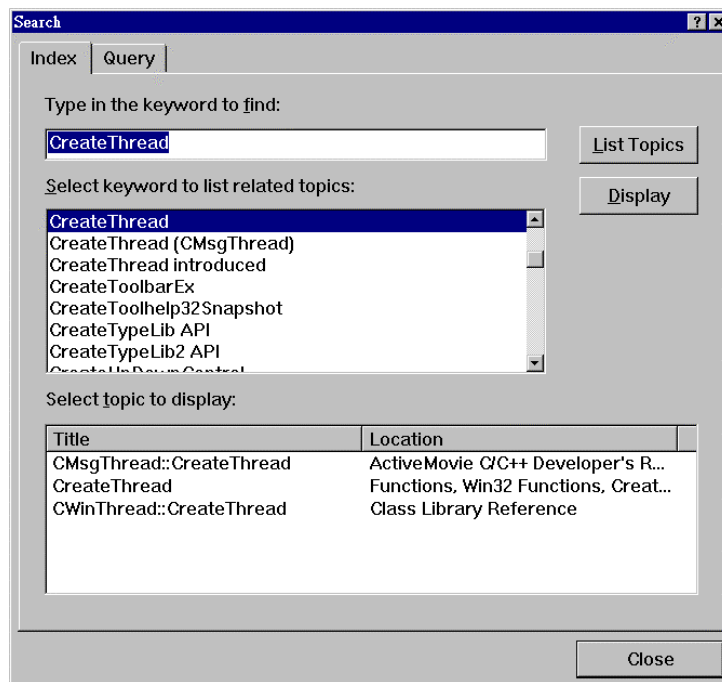 Search
Index Query
Type in the keyword to find:
CreateThread
List Topics
Select keyword to list related topics:
Display
CreateThread
CreateThread (CMsgThread)
CreateThread introduced
CreateToolbarEx
CreateToolhelp32Snapshot
CreateTypeLib API
CreateTypeLib2 API
CreateUpDownControl
Select topic to display:
Title Location
CMsgThread::CreateThread ActiveMovie C/C++ Developer's R...
CreateThread Functions, Win32 Functions, Creat...
CWinThread::CreateThread Class Library Reference
Close